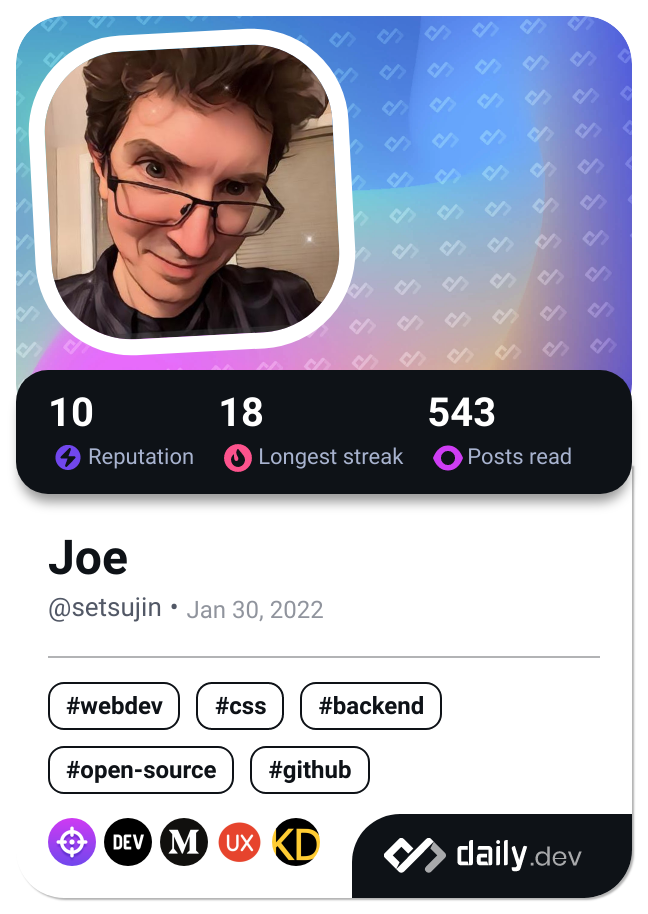 10 18 543
Reputation Longest streak Posts read
Joe
@setsujin • Jan 30, 2022
#webdev #css #backend
#open-source #github
DEV M UX KD daily.dev